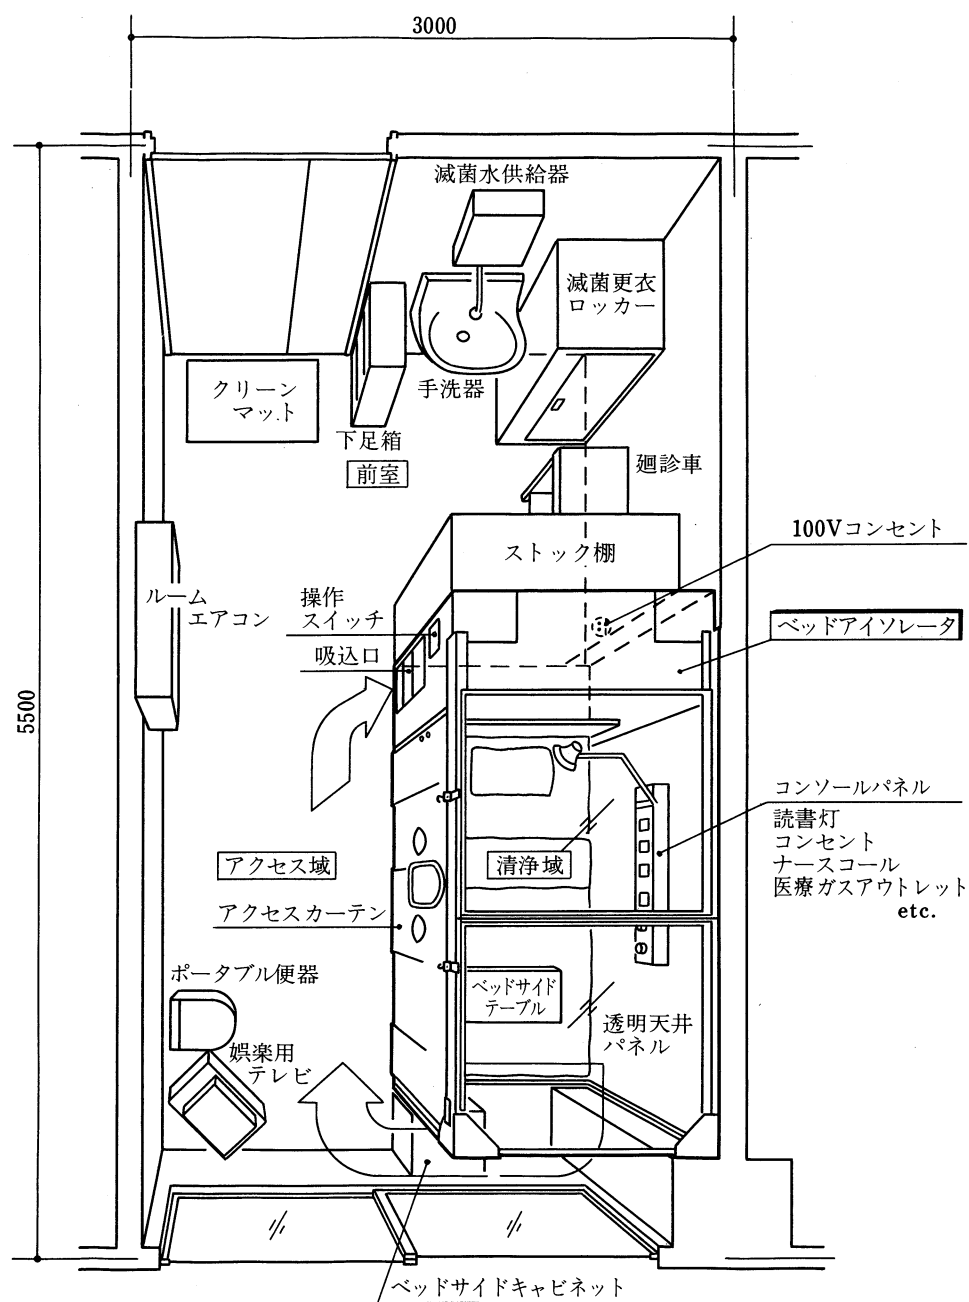 3000
滅菌水供給器
滅菌更衣
ロッカー
クリーン
マット
手洗器
下足箱
前室
廻診車
100Vコンセント
ストック棚
ルーム
エアコン
操作
スイッチ
ベッドアイソレータ
吸込口
5500
コンソールパネル
読書灯
コンセント
ナースコール
医療ガスアウトレット
etc.
アクセス域
清浄域
アクセスカーテン
ポータブル便器
ベッドサイド
テーブル
透明天井
パネル
娯楽用
テレビ
ベッドサイドキャビネット